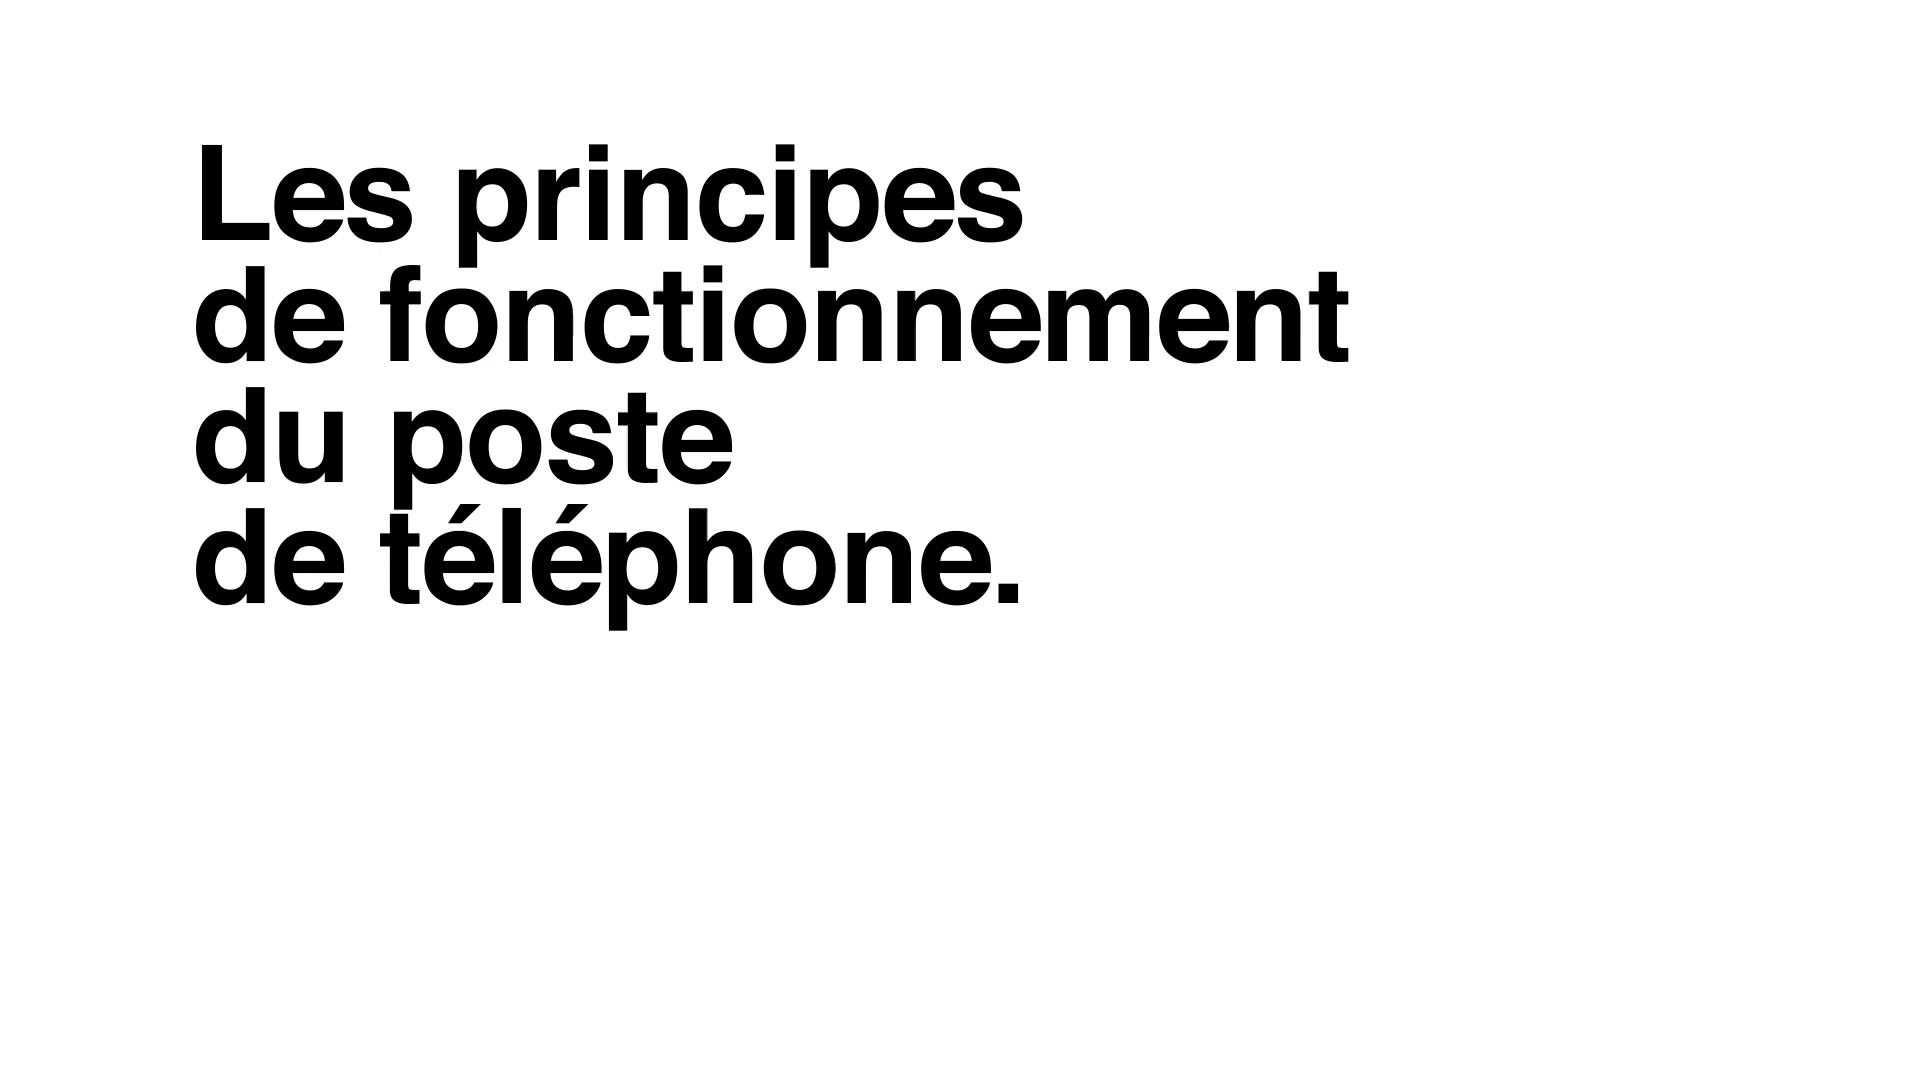 Les principes
de fonctionnement
du poste
de téléphone.